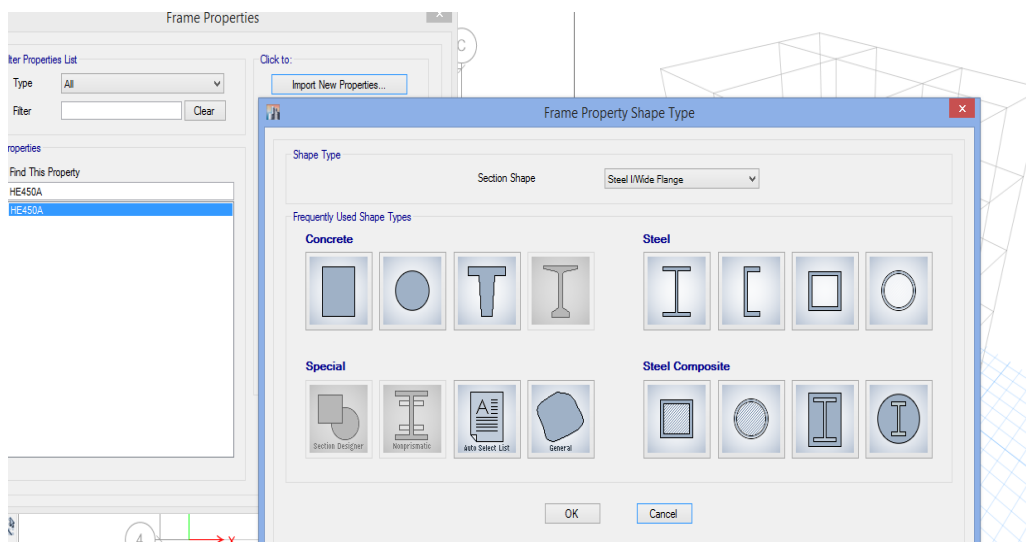 Frame Properties
X
C
lter Properties List
Click to:
Type
All
Import New Properties...
Filter
Clear
Frame Property Shape Type
x
roperties
Find This Property
HE450A
HE450A
Shape Type
Section Shape
Steel I/Wide Flange
Frequently Used Shape Types
Concrete
Steel
Special
Steel Composite
Section Designer
Nonprismatic
Auto Select List
General
OK
Cancel
4
X